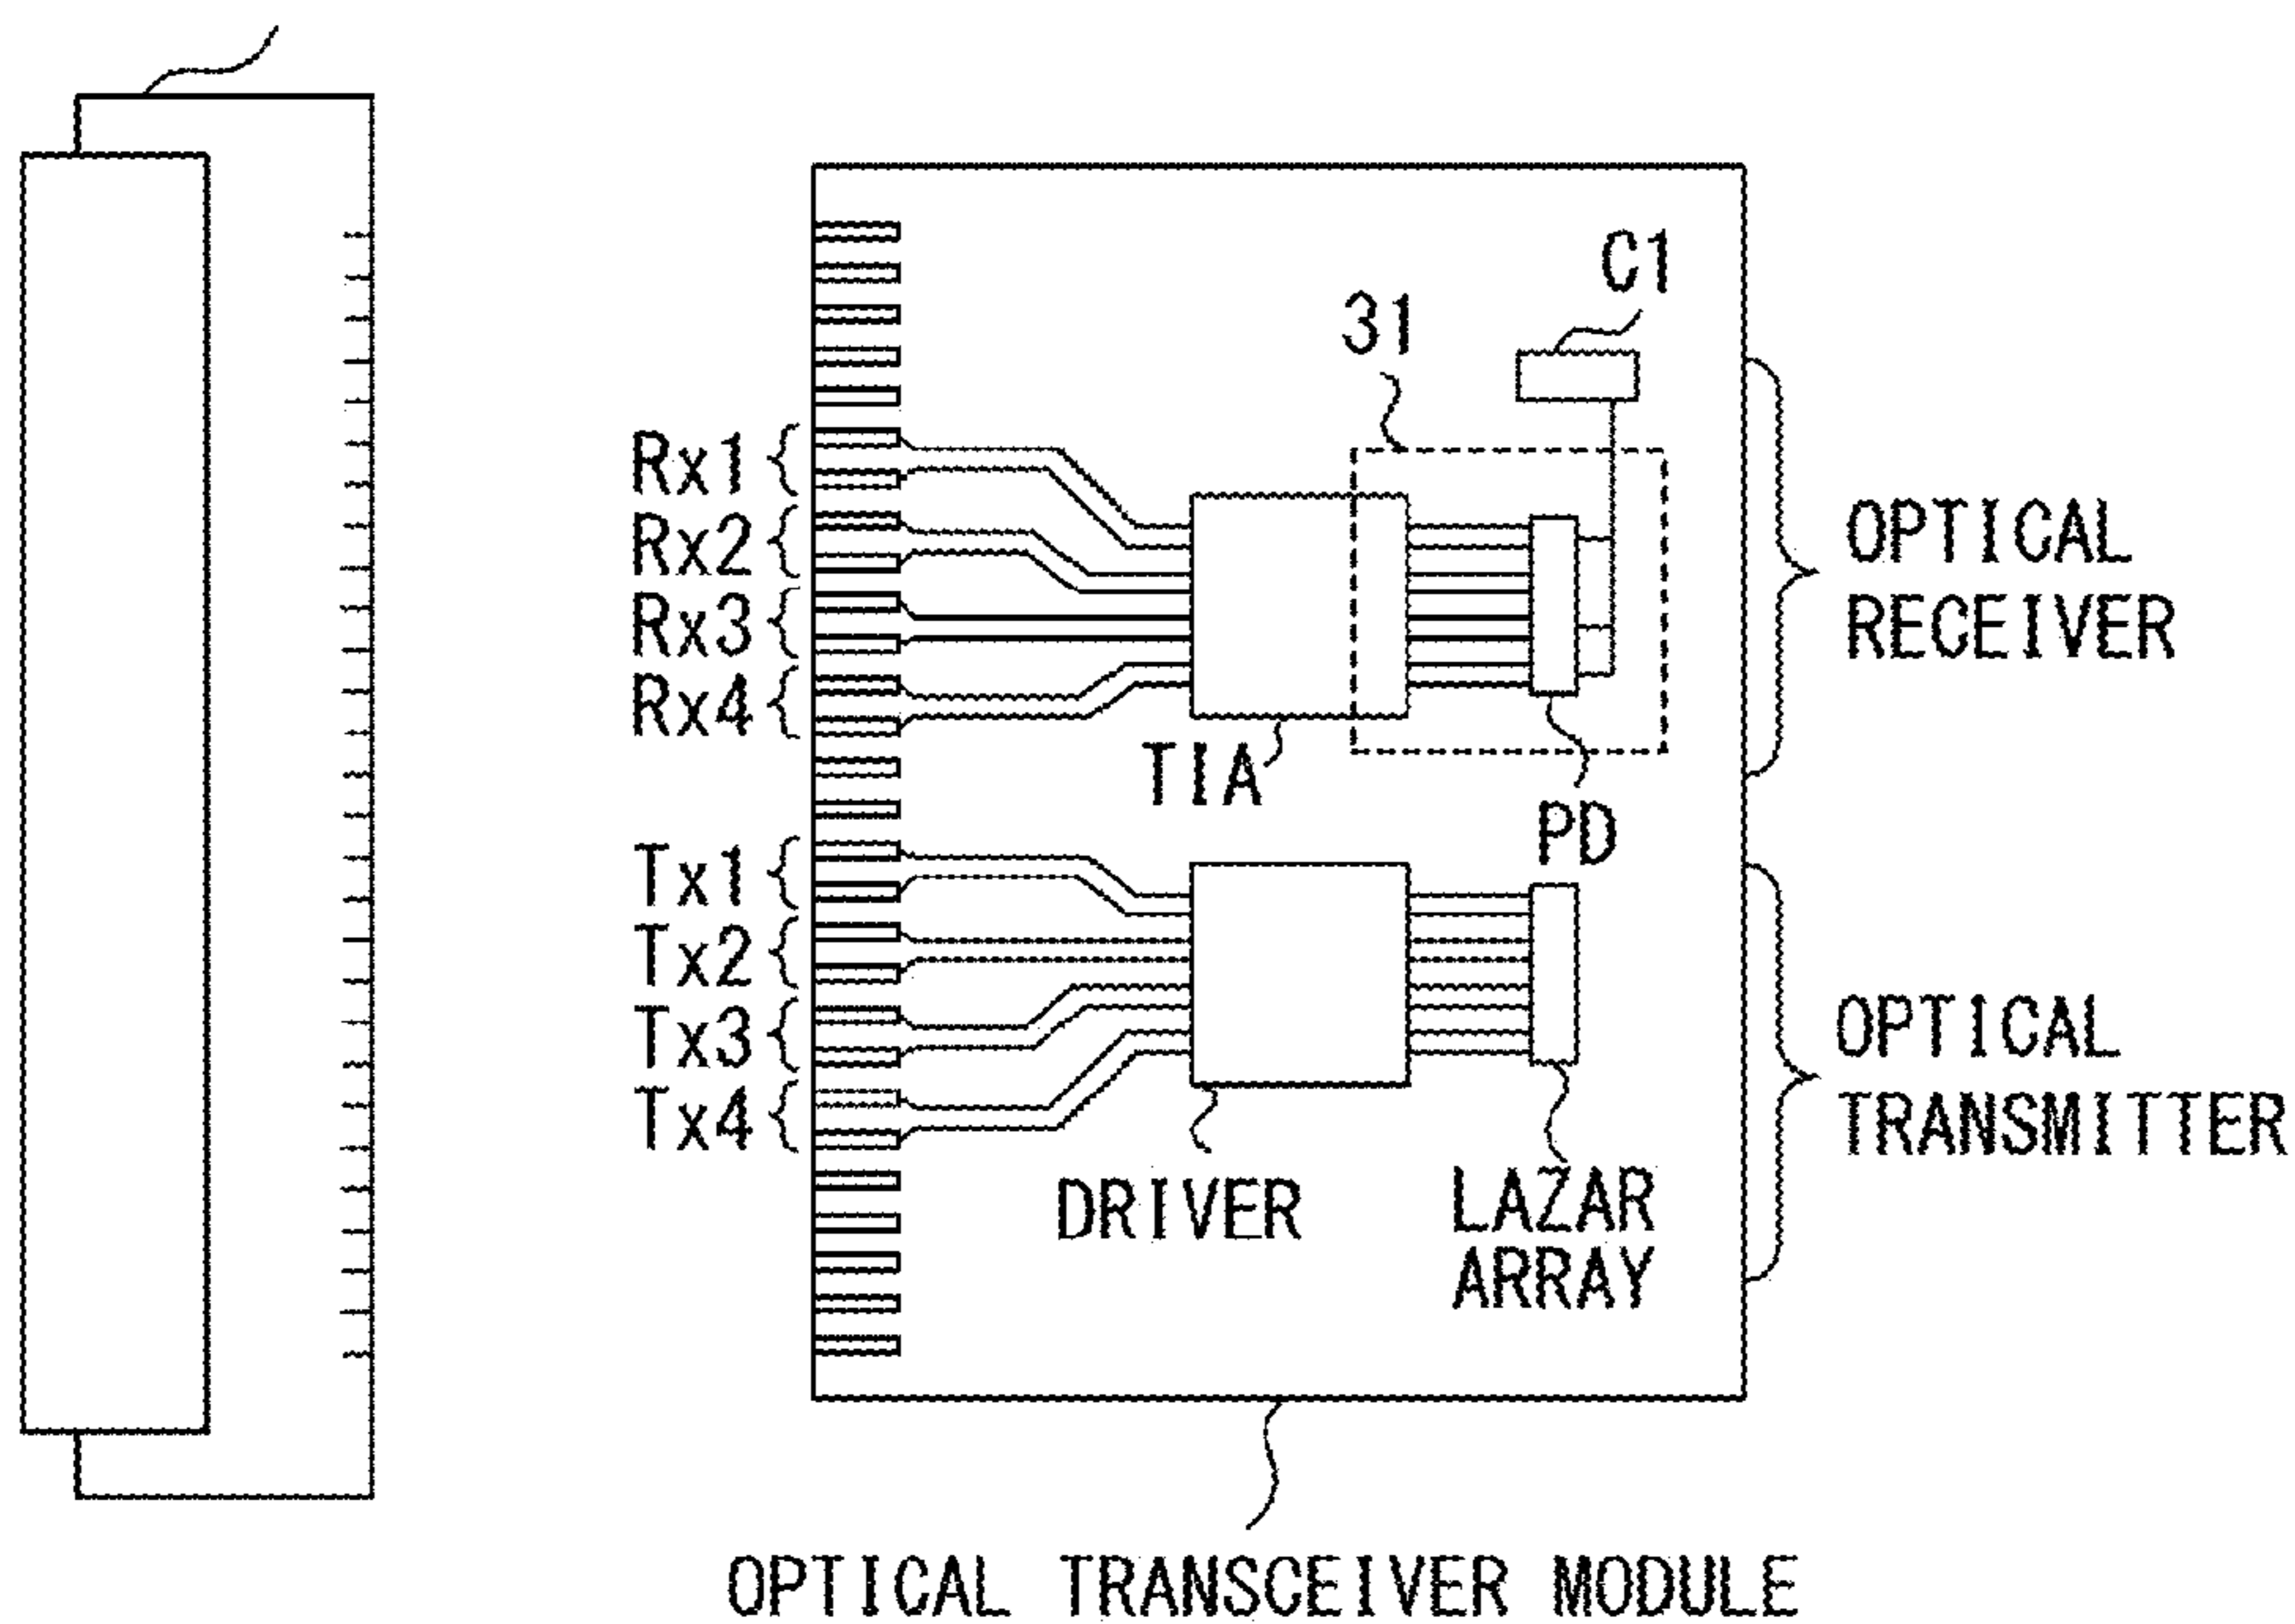 C1
31
Rx1
Rx2
Rx3
Rx4
OPTICAL
RECEIVER
TIA
PD
Tx1
Tx2
Tx3
Tx4
OPTICAL
TRANSMITTER
DRIVER
LAZAR
ARRAY
OPTICAL TRANSCEIVER MODULE